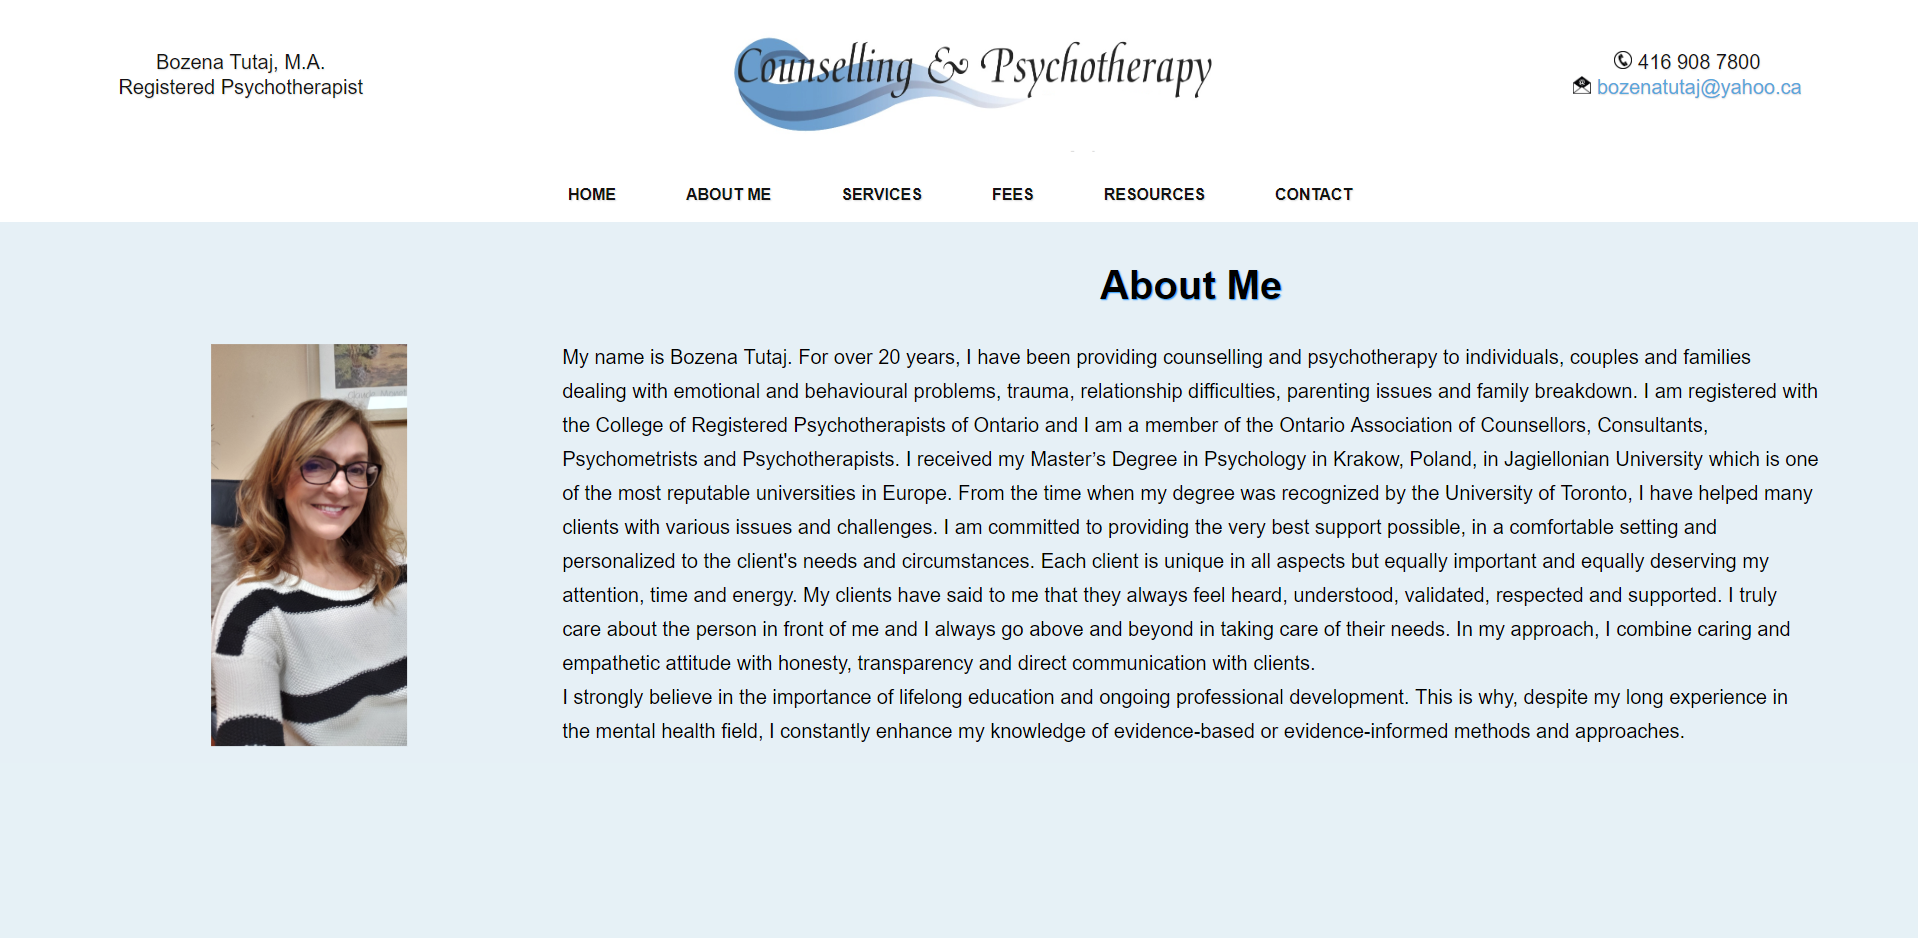 Bozena Tutaj, M.A.
Registered Psychotherapist
Counselling & Psychotherapy
416 908 7800
bozenatutaj@yahoo.ca
HOME ABOUT ME SERVICES FEES RESOURCES CONTACT
About Me
My name is Bozena Tutaj. For over 20 years, I have been providing counselling and psychotherapy to individuals, couples and families
dealing with emotional and behavioural problems, trauma, relationship difficulties, parenting issues and family breakdown. I am registered with
the College of Registered Psychotherapists of Ontario and I am a member of the Ontario Association of Counsellors, Consultants,
Psychometrists and Psychotherapists. I received my Master’s Degree in Psychology in Krakow, Poland, in Jagiellonian University which is one
of the most reputable universities in Europe. From the time when my degree was recognized by the University of Toronto, I have helped many
clients with various issues and challenges. I am committed to providing the very best support possible, in a comfortable setting and
personalized to the client's needs and circumstances. Each client is unique in all aspects but equally important and equally deserving my
attention, time and energy. My clients have said to me that they always feel heard, understood, validated, respected and supported. I truly
care about the person in front of me and I always go above and beyond in taking care of their needs. In my approach, I combine caring and
empathetic attitude with honesty, transparency and direct communication with clients.
I strongly believe in the importance of lifelong education and ongoing professional development. This is why, despite my long experience in
the mental health field, I constantly enhance my knowledge of evidence-based or evidence-informed methods and approaches.